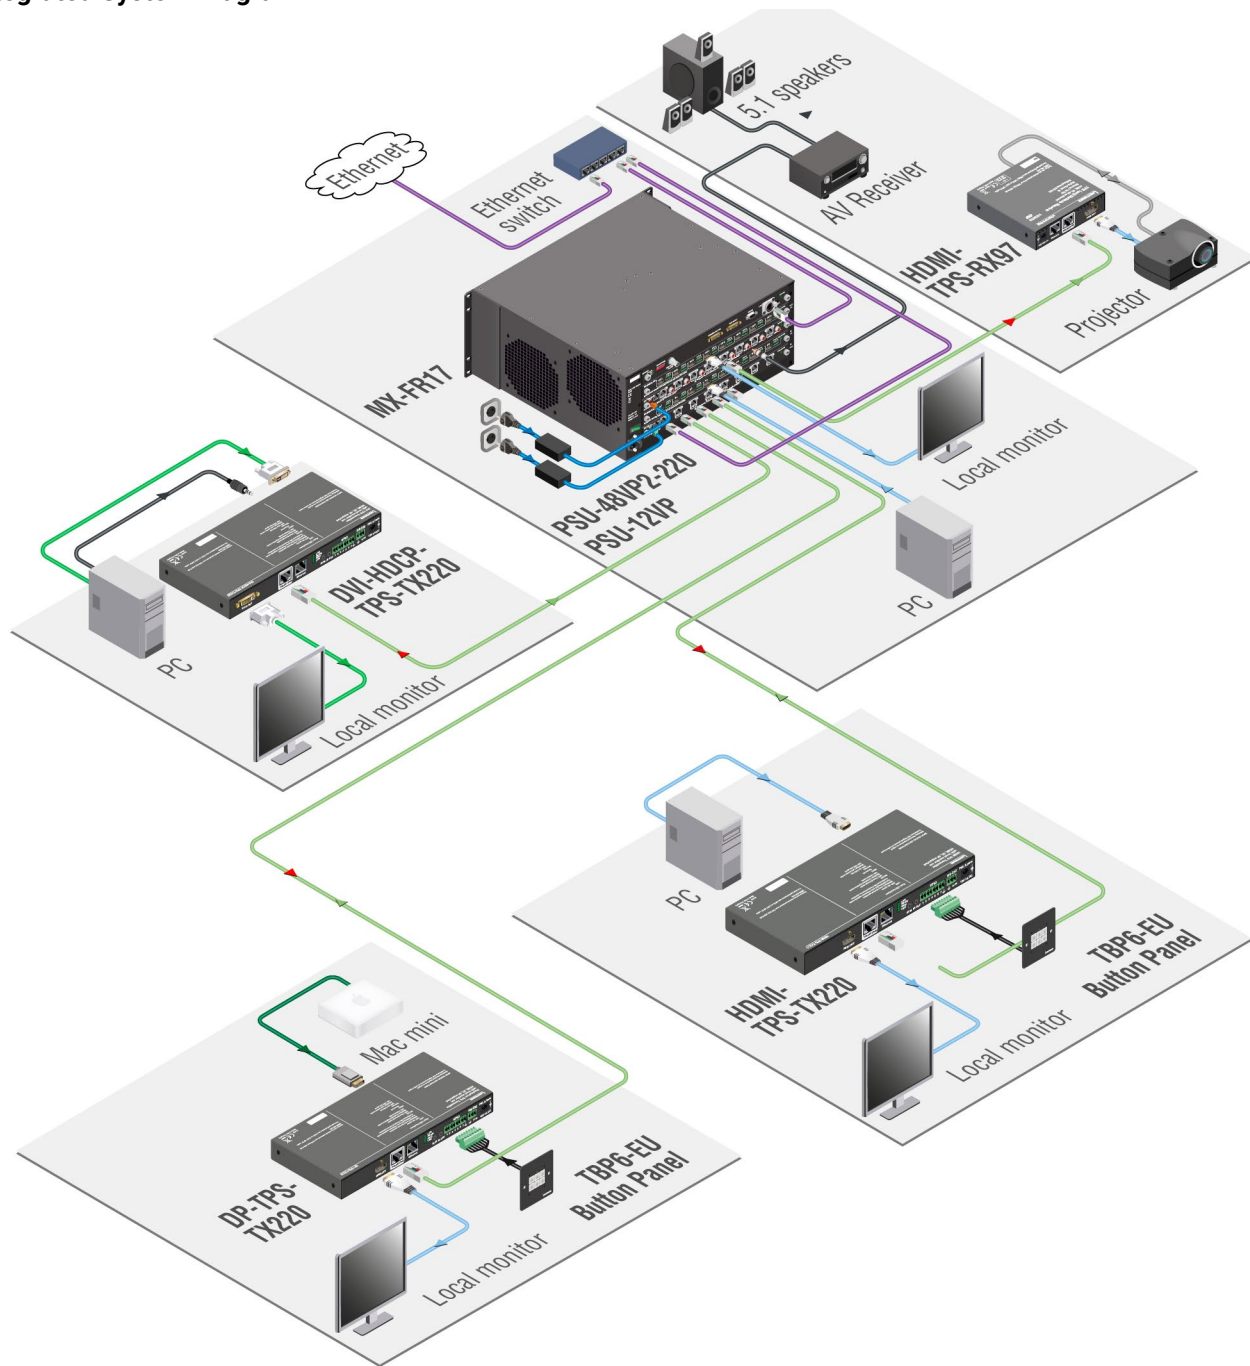 5.1 speakers
Ethernet
Ethernet
switch
AV Receiver
HDMI-
TPS-RX97
Projector
MX-FR17
Local monitor
PSU-48VP2-220
PSU-12VP
PC
DVI-HDCP-
TPS-TX220
PC
Local monitor
PC
HDMI-
TPS-TX220
TBP6-EU
Button Panel
Local monitor
Mac mini
DP-TPS-
TX220
TBP6-EU
Button Panel
Local monitor